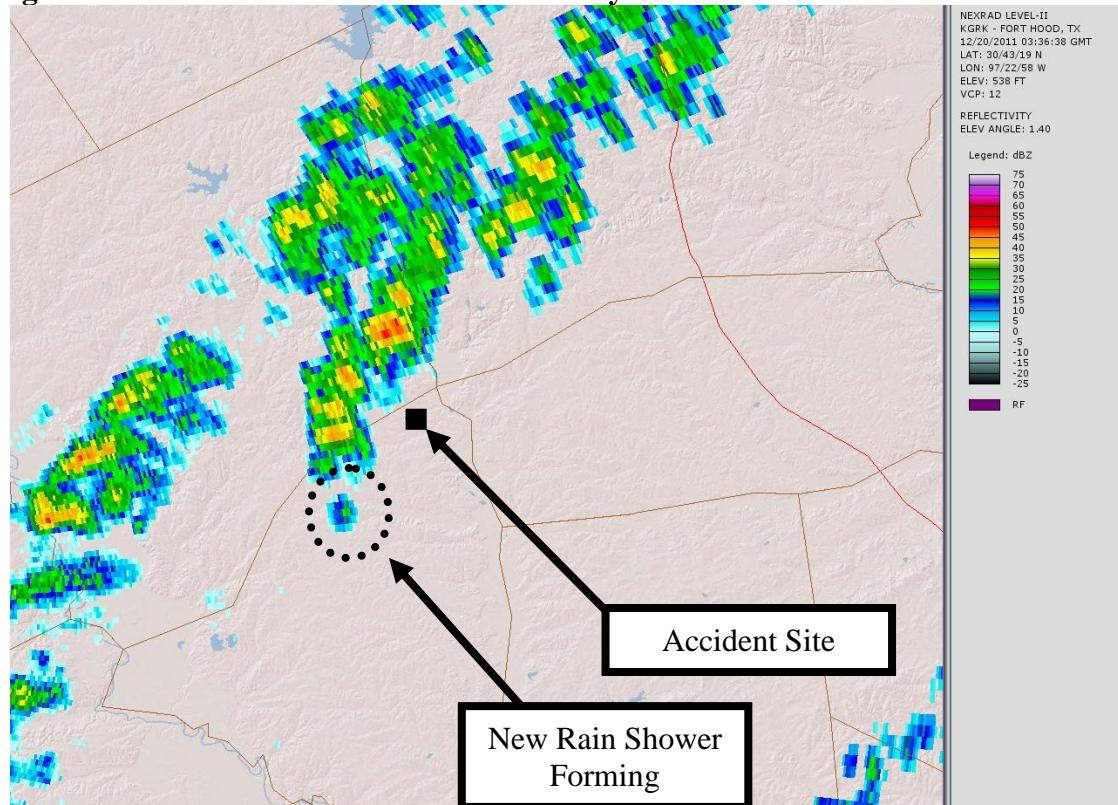 NEXRAD LEVEL-II
KGRK - FORT HOOD, TX
12/20/2011 03:36:38 GMT
LAT: 30/43/19 N
LON: 97/22/58 W
ELEV: 538 FT
VCP: 12
REFLECTIVITY
ELEV ANGLE: 1.40
Legend: dBZ
75
70
65
60
55
50
45
40
35
30
25
20
15
10
5
0
-5
-10
-15
-20
-25
RF
Accident Site
New Rain Shower
Forming